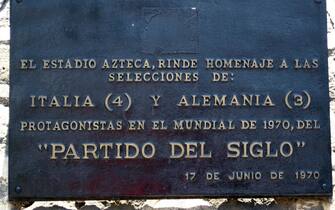 EL ESTADIO AZTECA, RINDE HOMENAJE A LAS
SELECCIONES DE:
ITALIA (4) Y ALEMANIA (3)
PROTAGONISTAS EN EL MUNDIAL DE 1970, DEL
"PARTIDO DEL SIGLO"
17 DE JUNIO DE 1970